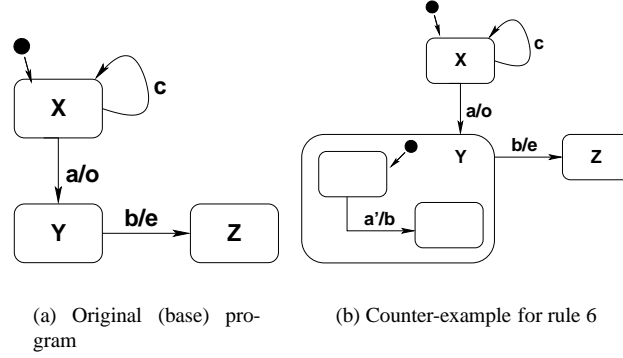 X
c
a/o
Y
b/e
Z
(a) Original (base) pro-
gram
X
c
a/o
Y
b/e
Z
a'/b
(b) Counter-example for rule 6